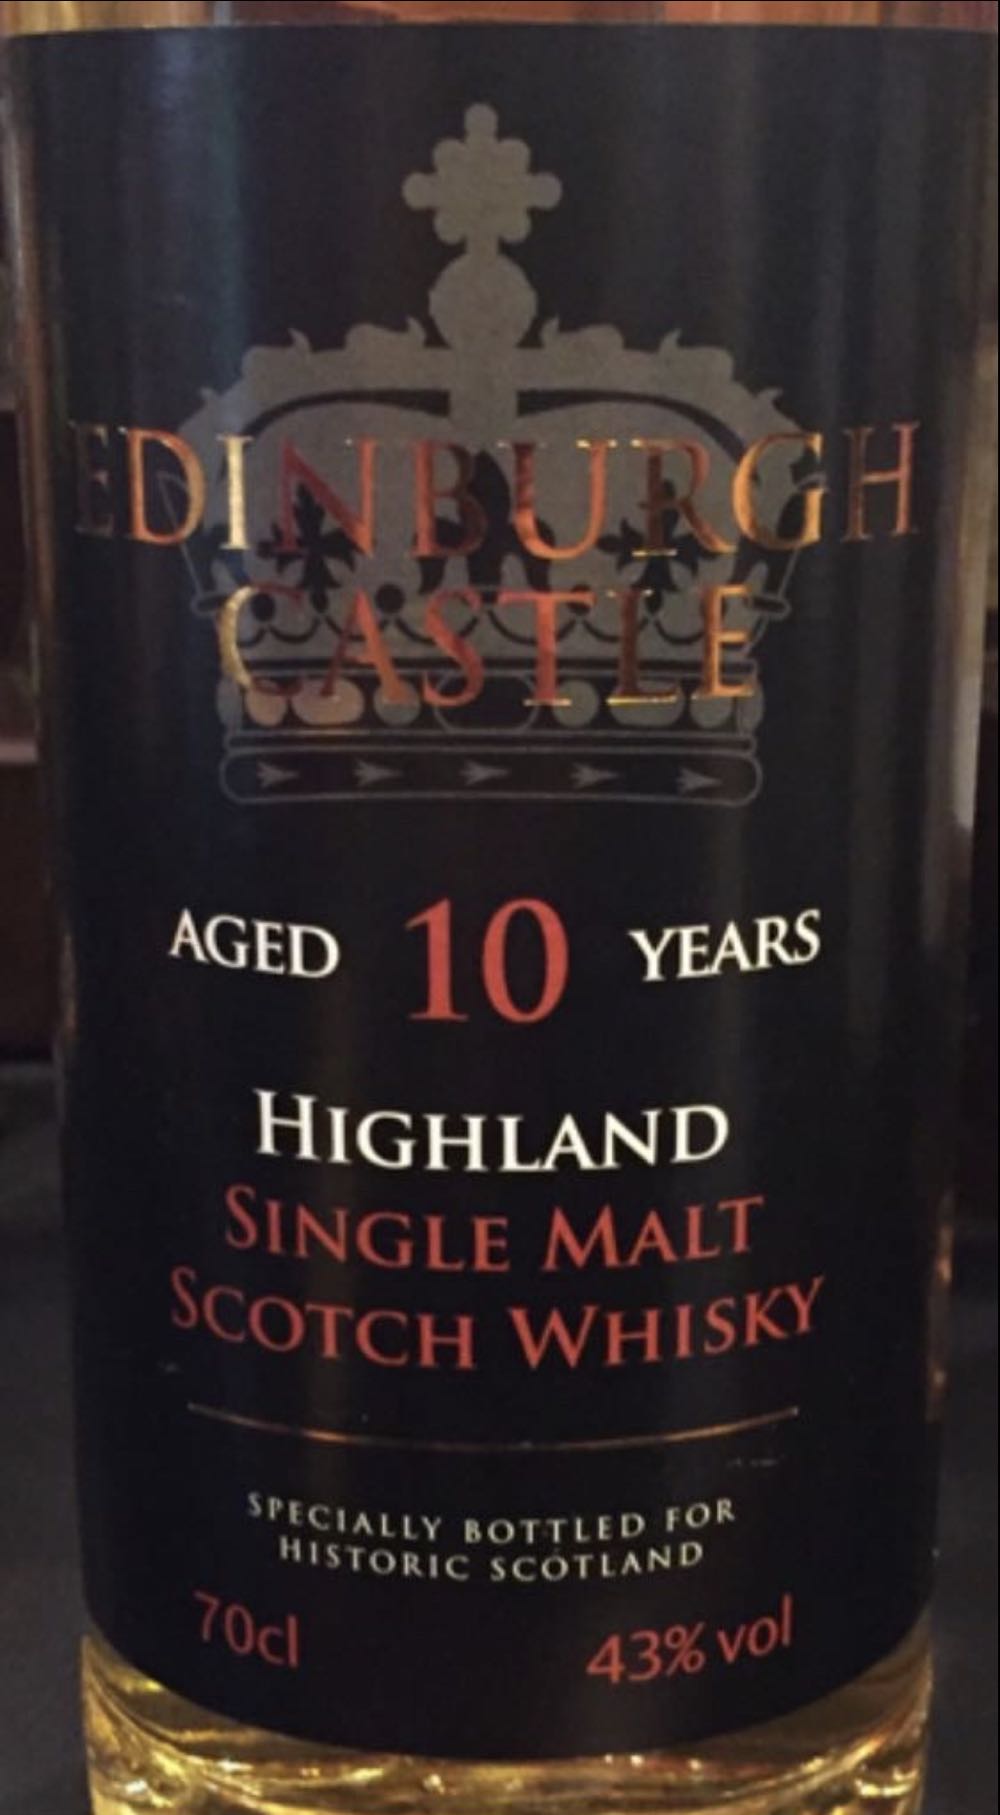 EDINBURGH
CASTLE
AGED 10 YEARS
HIGHLAND
SINGLE MALT
SCOTCH WHISKY
SPECIALLY BOTTLED FOR
HISTORIC SCOTLAND
70cl 43% vol